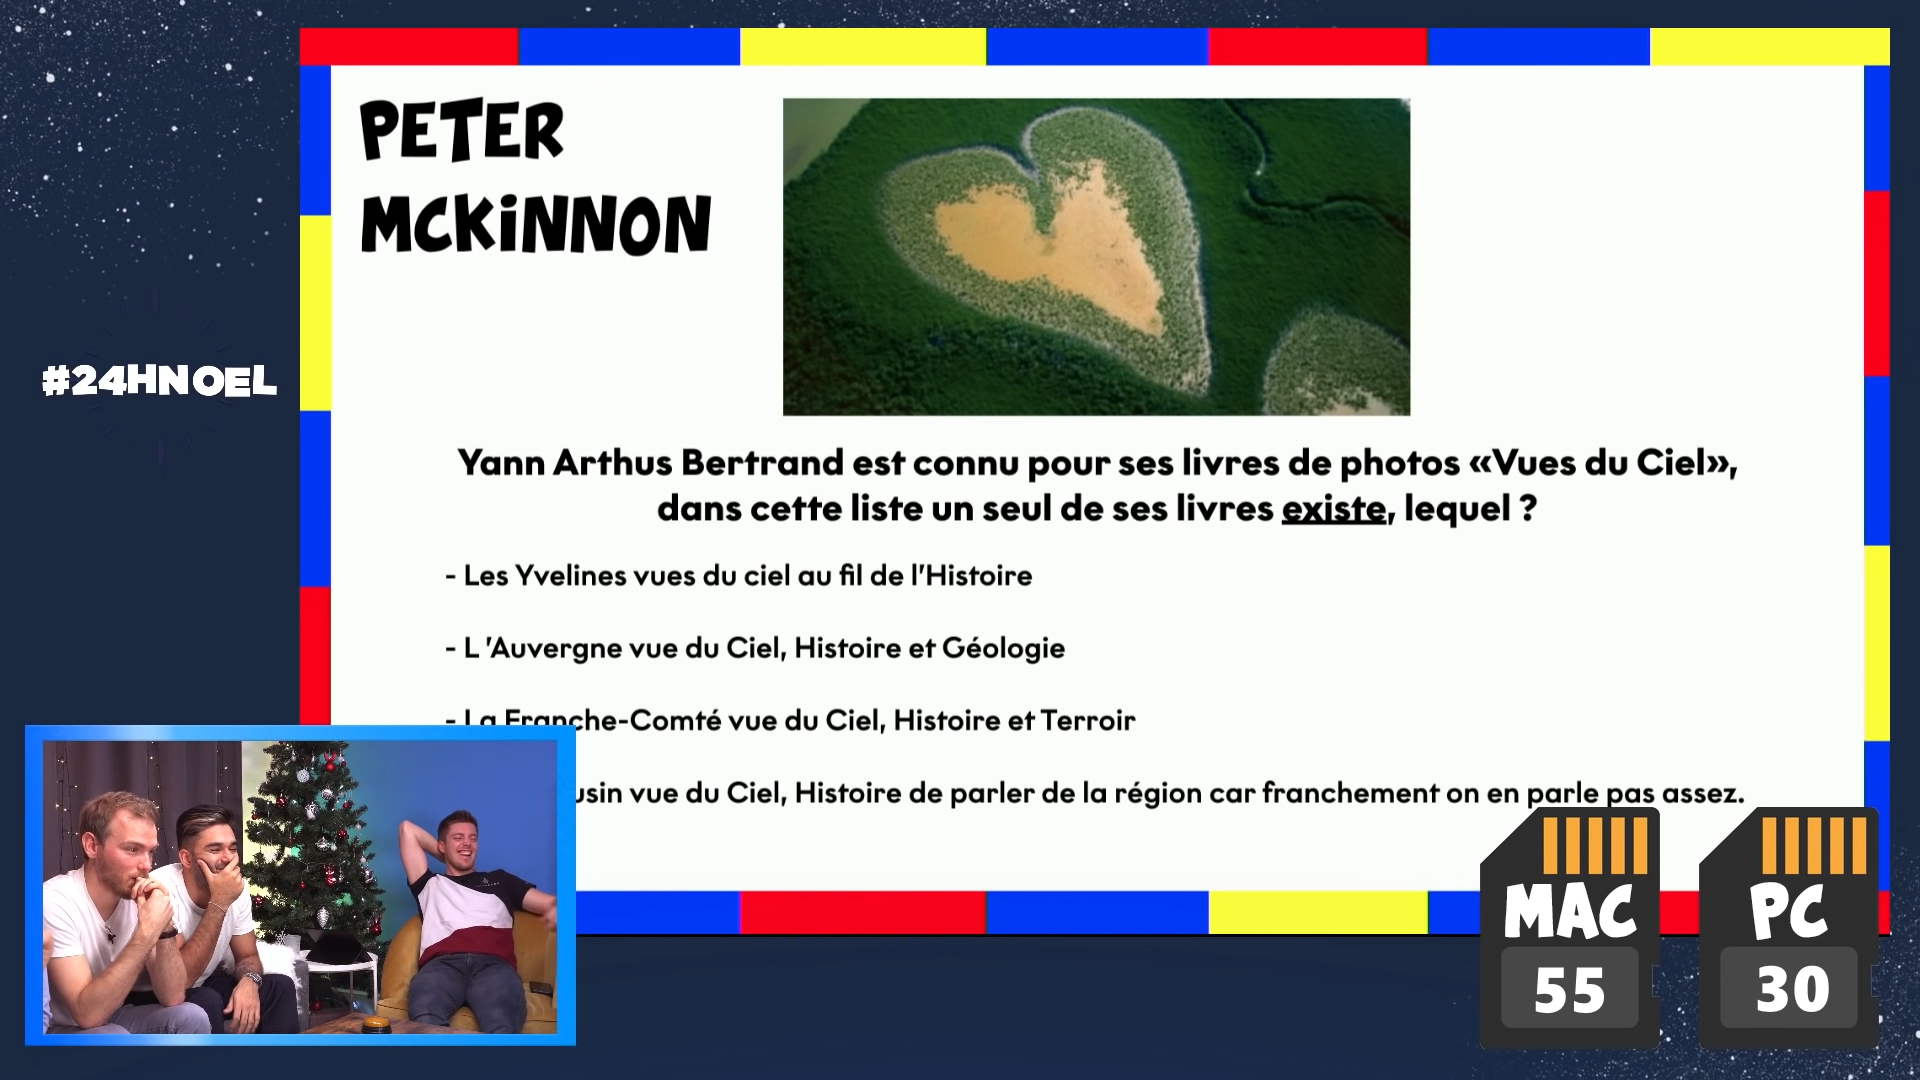 PETER
MCKiNNON
#24HNOEL
Yann Arthus Bertrand est connu pour ses livres de photos «Vues du Ciel»,
dans cette liste un seul de ses livres existe, lequel ?
- Les Yvelines vues du ciel au fil de l'Histoire
- L 'Auvergne vue du Ciel, Histoire et Géologie
- La Franche-Comté vue du Ciel, Histoire et Terroir
vue du Ciel, Histoire de parler de la région car franchement on en parle pas assez.
MAC
55
PC
30